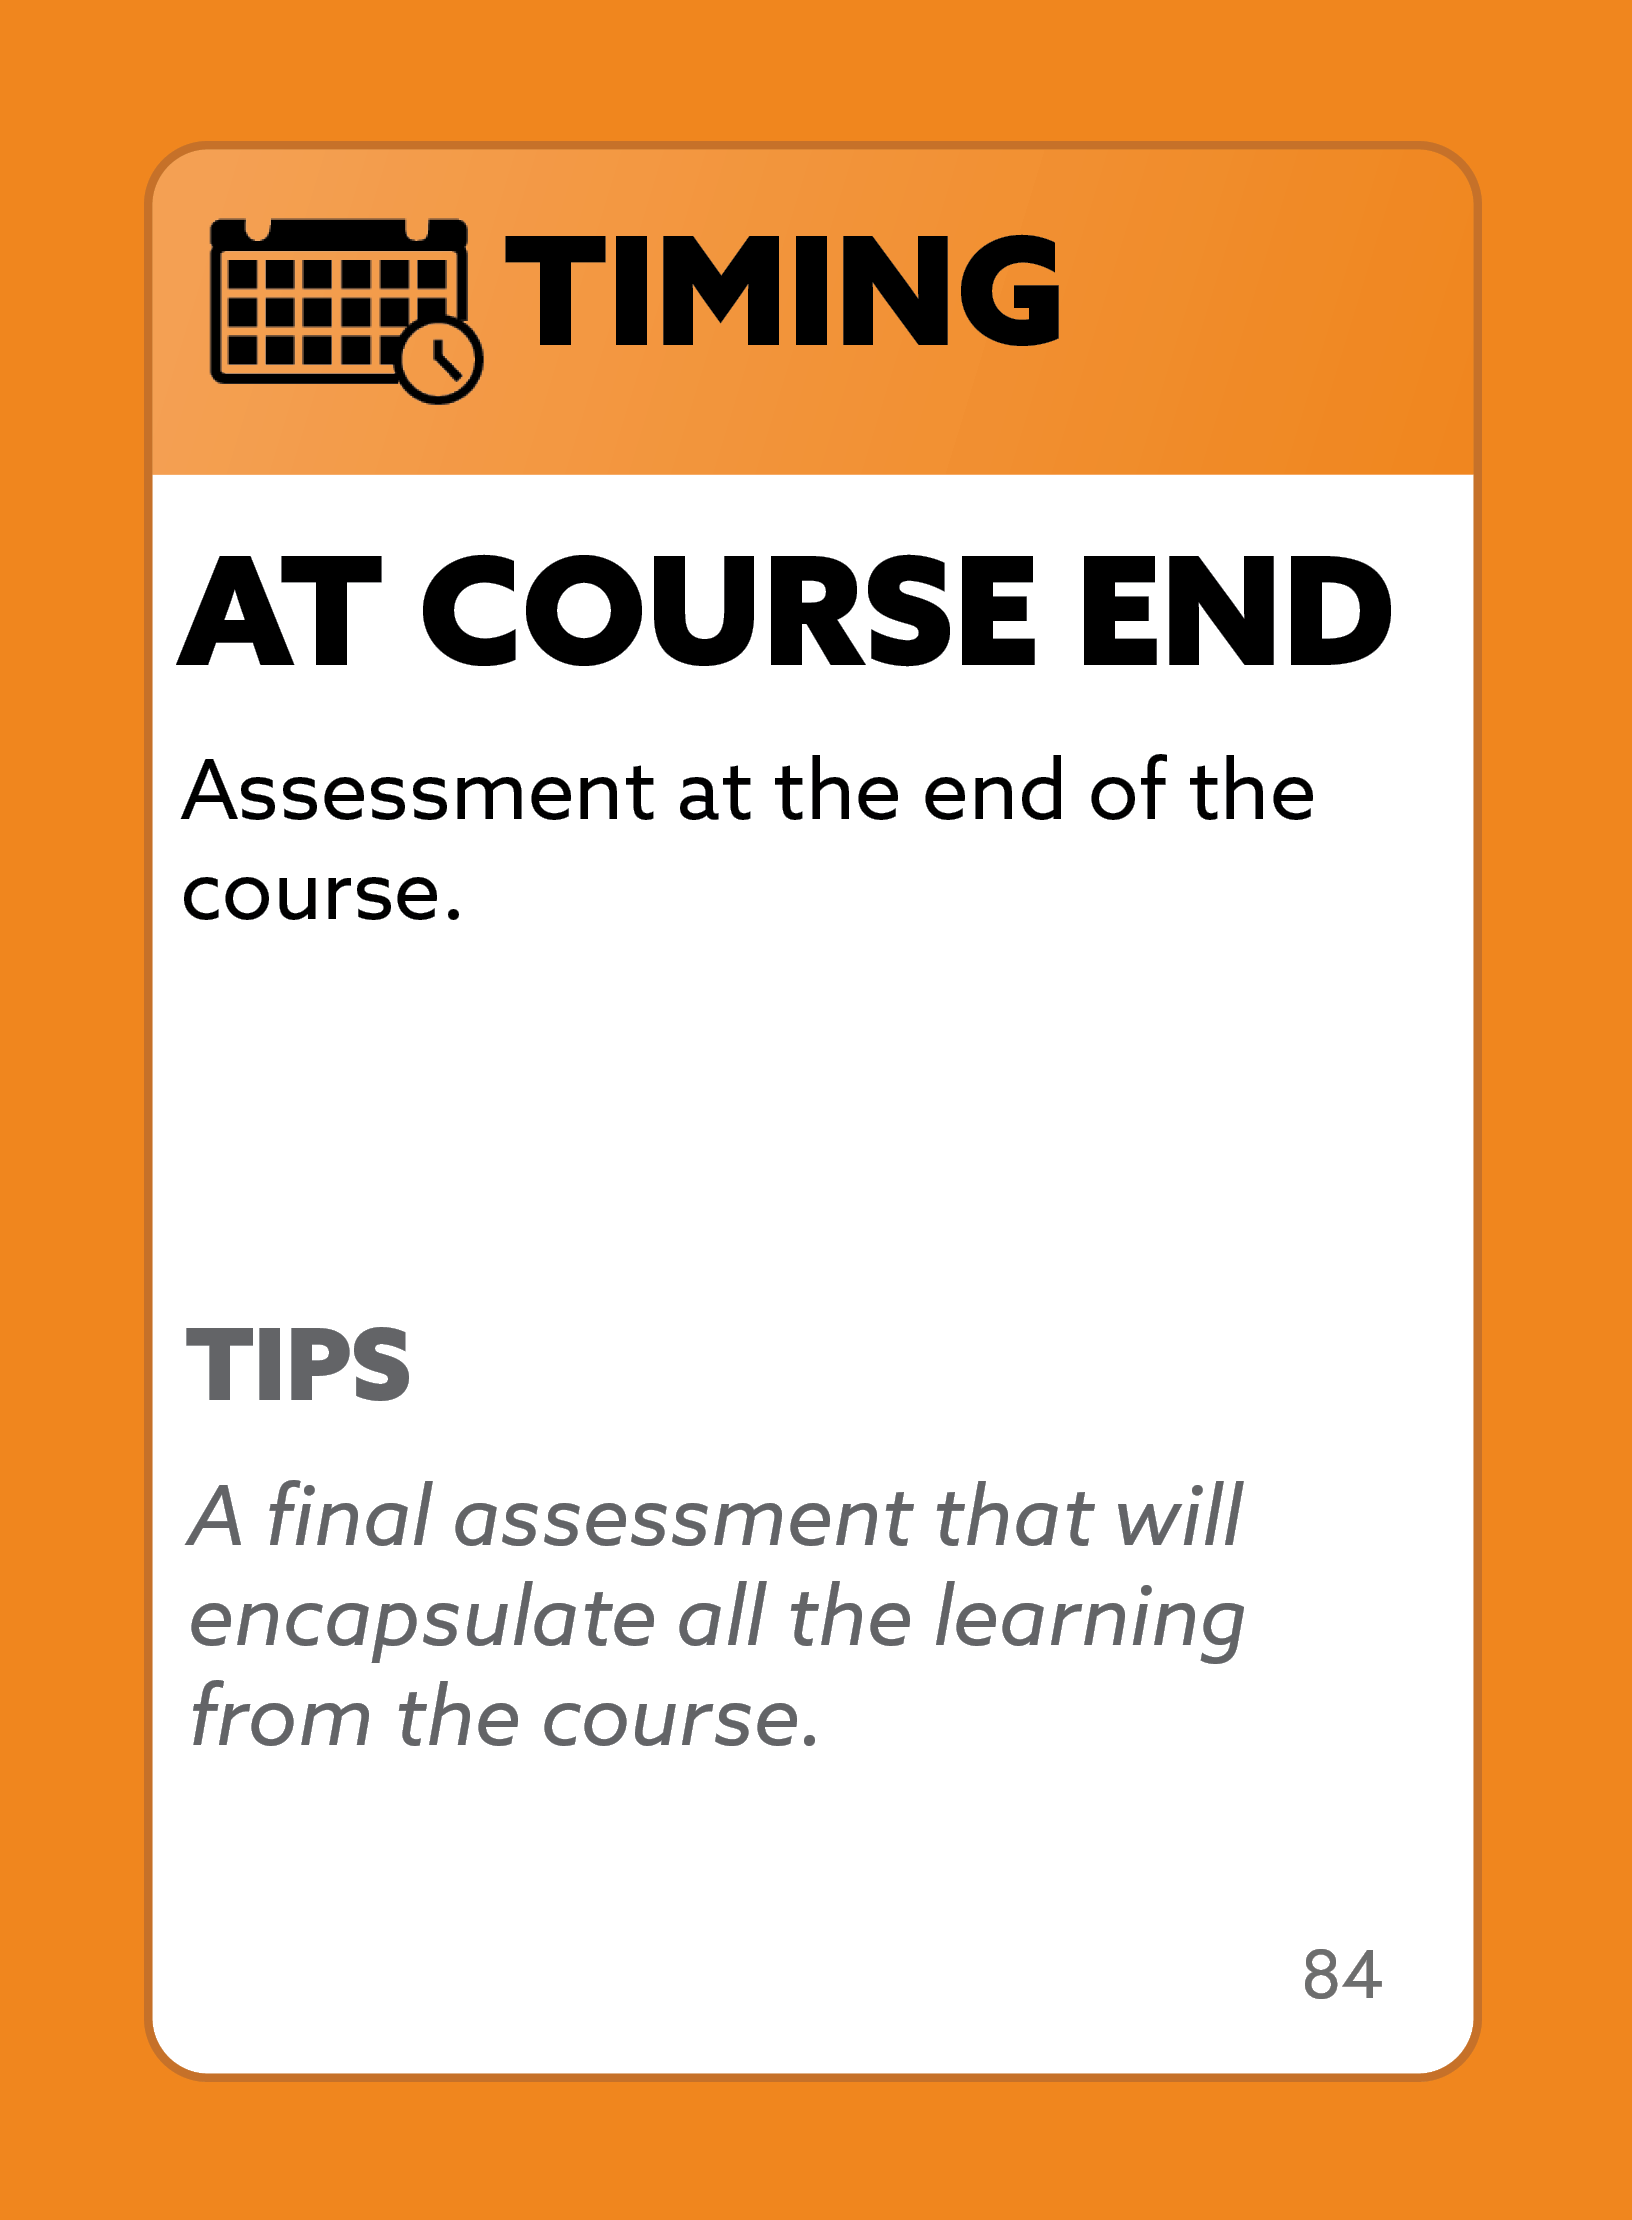 TIMING
AT COURSE END
Assessment at the end of the
course.
TIPS
A final assessment that will
encapsulate all the learning
from the course.
84